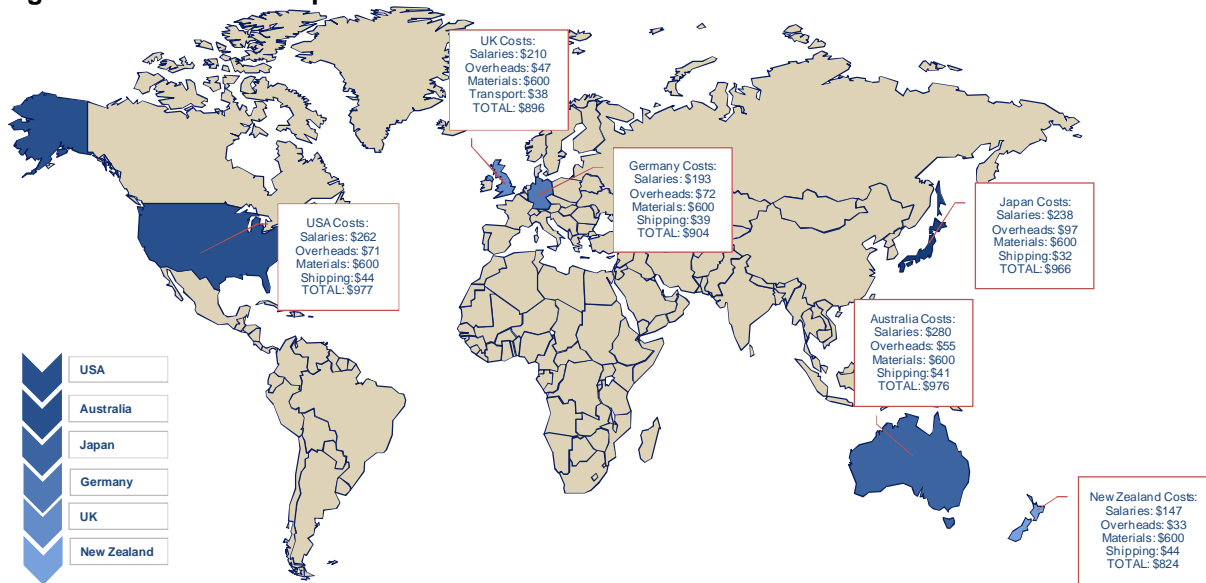 UK Costs:
Salaries: $210
Overheads: $47
Materials: $600
Transport: $38
TOTAL: $896
Germany Costs:
Salaries: $193
Overheads: $72
Materials: $600
Shipping: $39
TOTAL: $904
USA Costs:
Salaries: $262
Overheads: $71
Materials: $600
Shipping: $44
TOTAL: $977
Japan Costs:
Salaries: $238
Overheads: $97
Materials: $600
Shipping: $32
TOTAL: $966
Australia Costs:
Salaries: $280
Overheads: $55
Materials: $600
Shipping: $41
TOTAL: $976
USA
Australia
Japan
Germany
UK
New Zealand
New Zealand Costs:
Salaries: $147
Overheads: $33
Materials: $600
Shipping: $44
TOTAL: $824